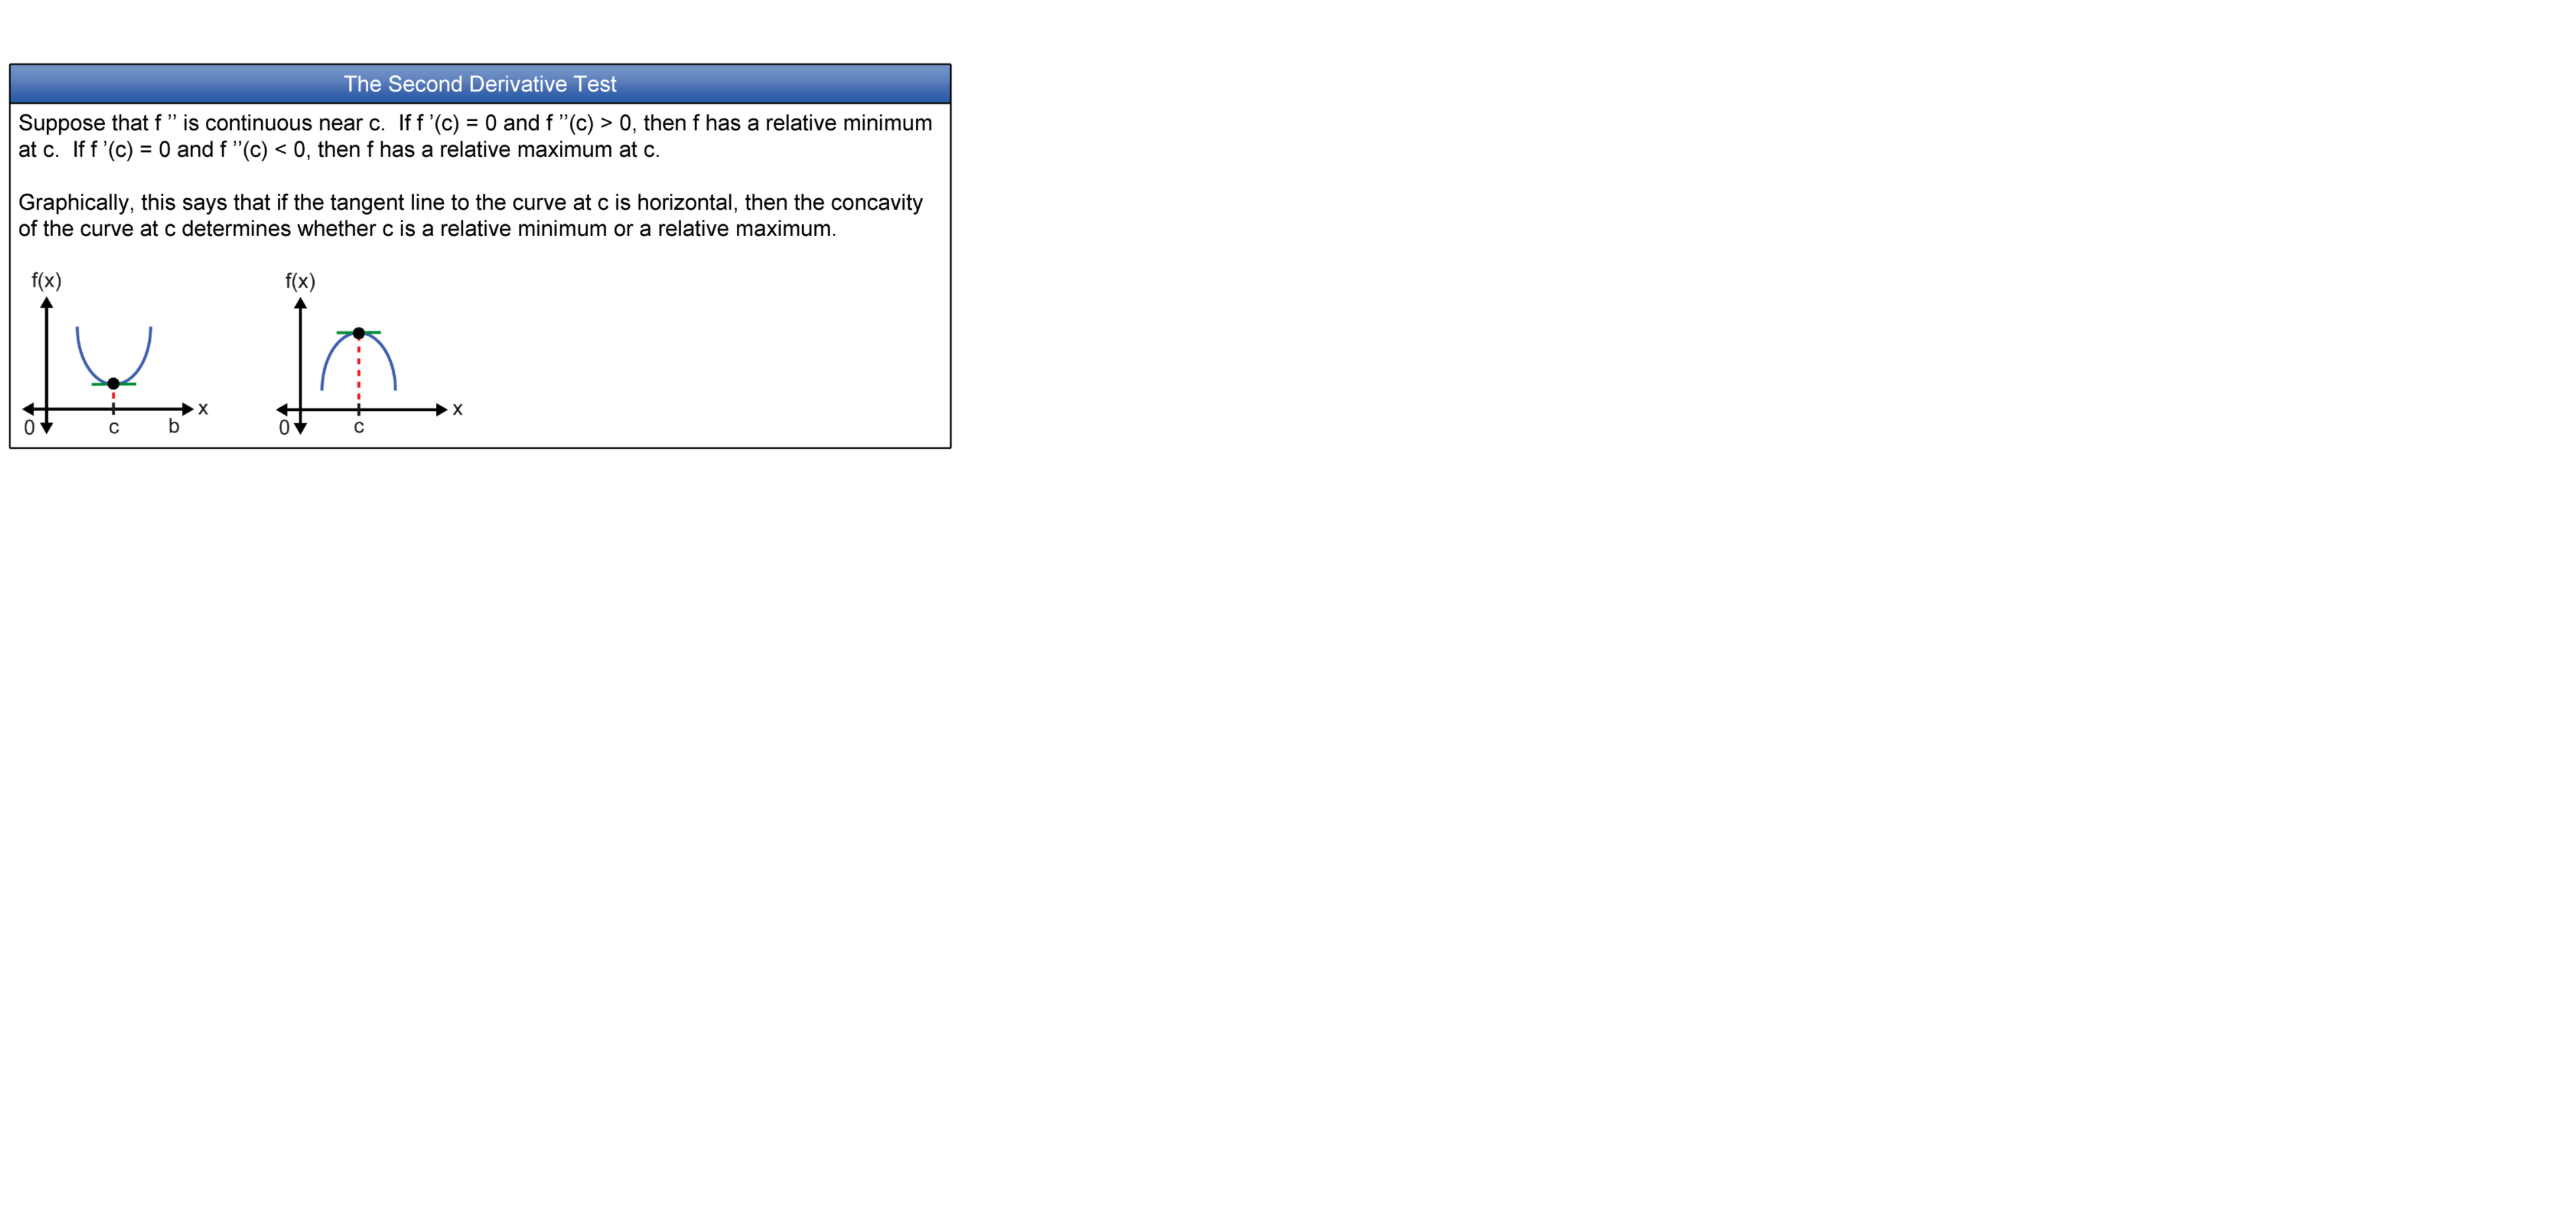 The Second Derivative Test
Suppose that f ’’ is continuous near c.  If f ’(c) = 0 and f ’’(c) > 0, then f has a relative minimum
at c.  If f ’(c) = 0 and f ’’(c) < 0, then f has a relative maximum at c.
Graphically, this says that if the tangent line to the curve at c is horizontal, then the concavity
of the curve at c determines whether c is a relative minimum or a relative maximum.
f(x)
x
0 c b
f(x)
x
0 c